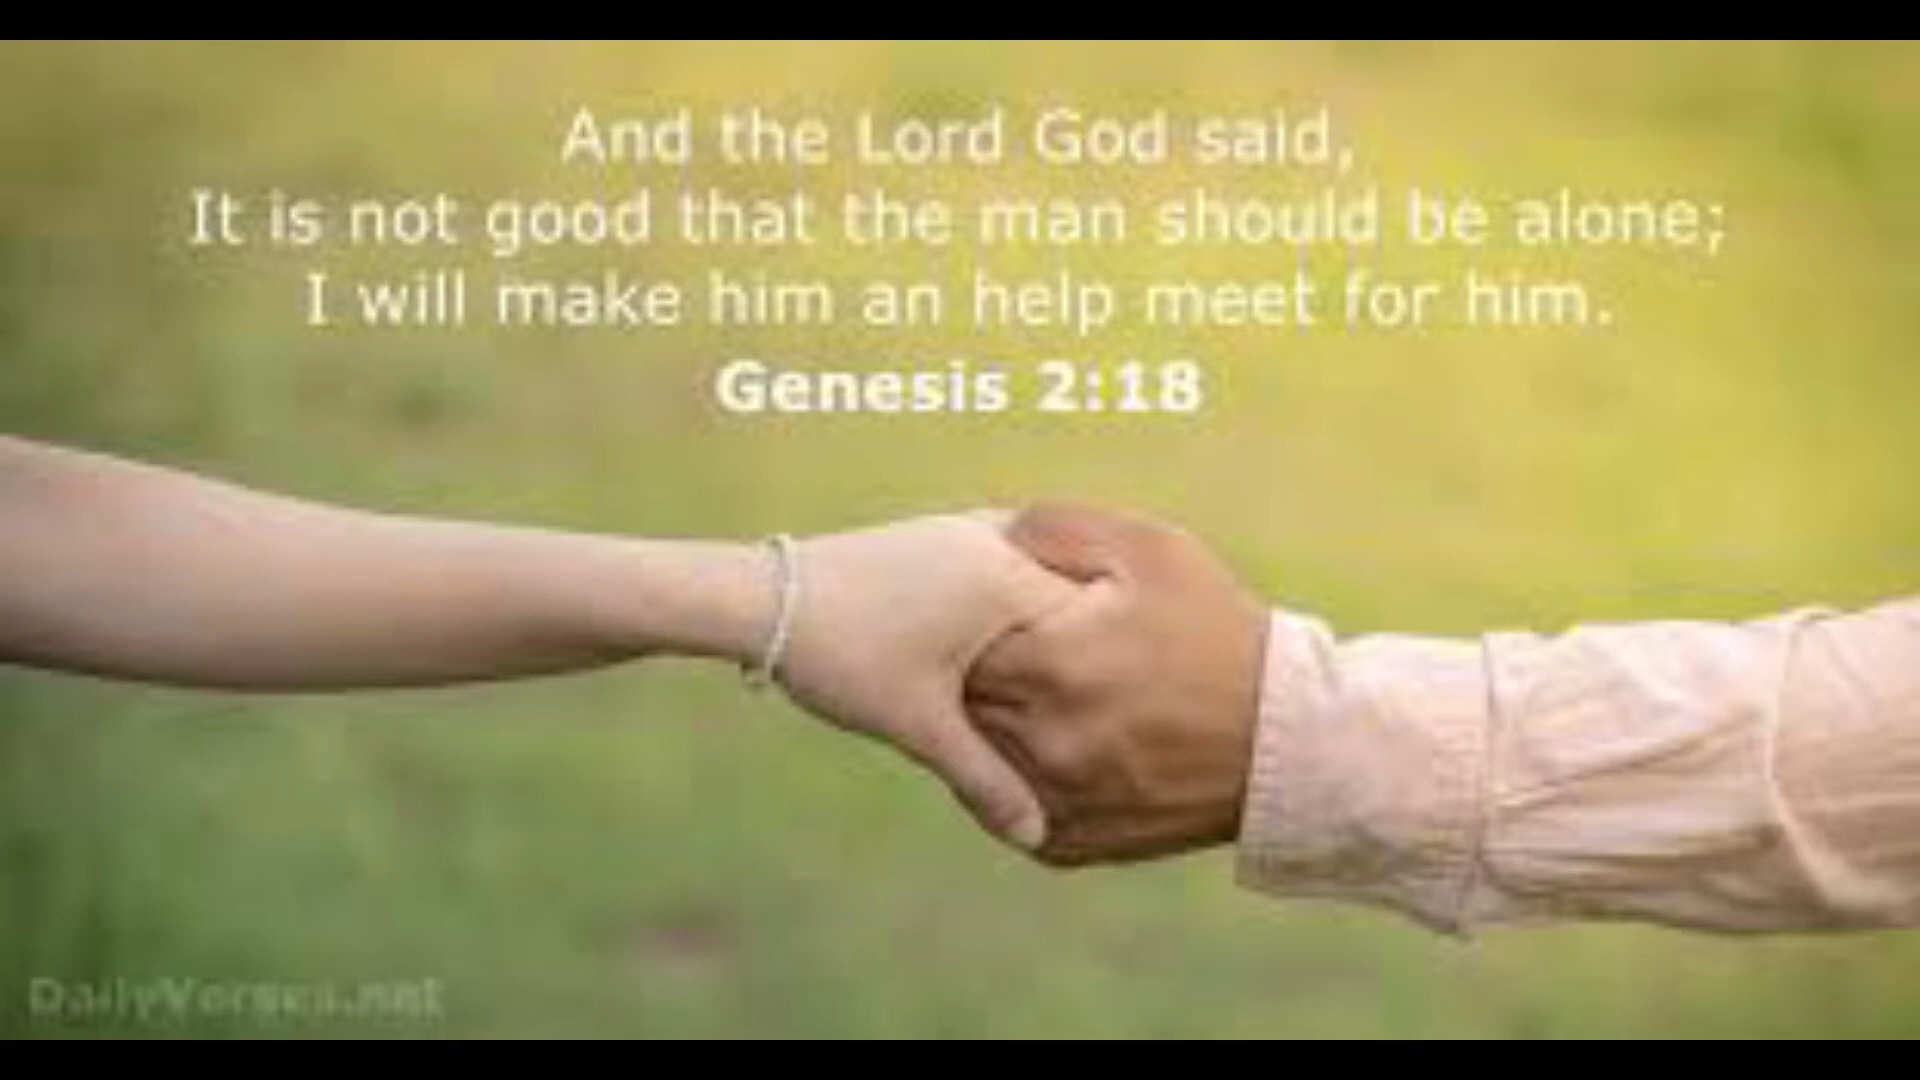 And the Lord God said,
It is not good that the man should be alone;
I will make him an help meet for him.
Genesis 2:18
DailyVerses.net